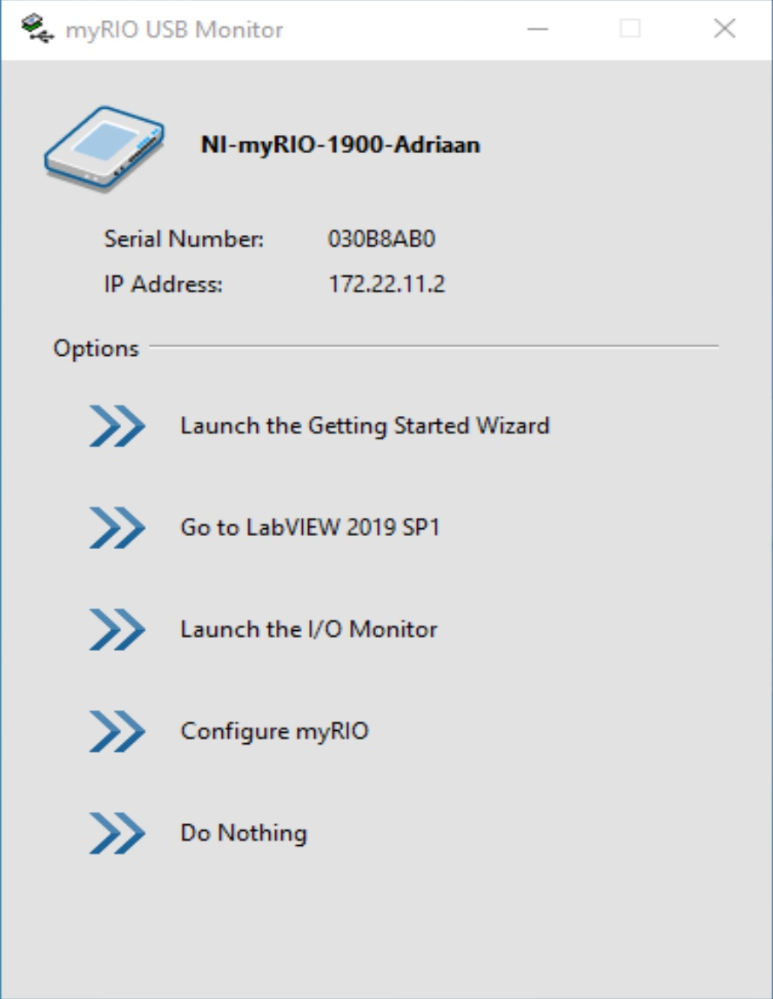 myRIO USB Monitor
NI-myRIO-1900-Adriaan
Serial Number: 030B8AB0
IP Address: 172.22.11.2
Options
Launch the Getting Started Wizard
Go to LabVIEW 2019 SP1
Launch the I/O Monitor
Configure myRIO
Do Nothing